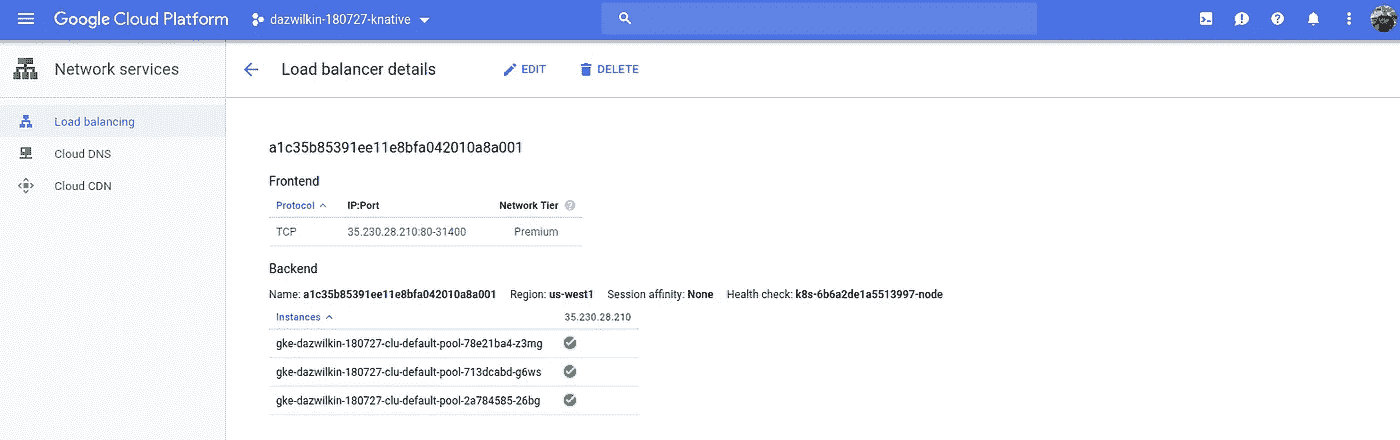 Google Cloud Platform dazwilkin-180727-knative
Network services
Load balancer details EDIT DELETE
Load balancing
Cloud DNS
Cloud CDN
a1c35b85391ee11e8bfa042010a8a001
Frontend
Protocol IP:Port Network Tier
TCP 35.230.28.210:80-31400 Premium
Backend
Name: a1c35b85391ee11e8bfa042010a8a001 Region: us-west1 Session affinity: None Health check: k8s-6b6a2de1a5513997-node
Instances 35.230.28.210
gke-dazwilkin-180727-clu-default-pool-78e21ba4-z3mg
gke-dazwilkin-180727-clu-default-pool-713dcabd-g6ws
gke-dazwilkin-180727-clu-default-pool-2a784585-26bg